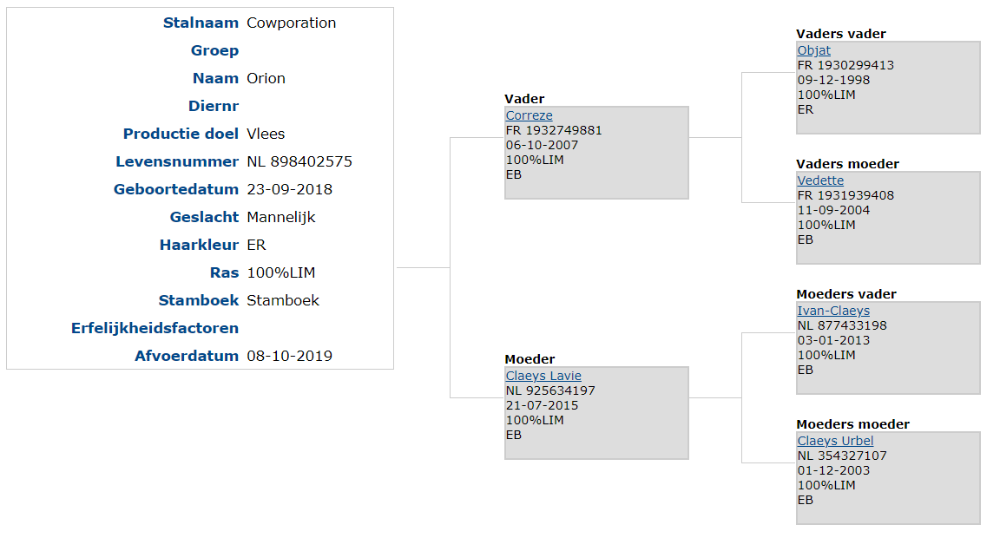 Stalnaam Cowporation
Groep
Naam Orion
Diernr
Productie doel Vlees
Levensnummer NL 898402575
Geboortedatum 23-09-2018
Geslacht Mannelijk
Haarkleur ER
Ras 100%LIM
Stamboek Stamboek
Erfelijkheidsfactoren
Afvoerdatum 08-10-2019
Vader
Correze
FR 1932749881
06-10-2007
100%LIM
EB
Moeder
Claeys Lavie
NL 925634197
21-07-2015
100%LIM
EB
Vaders vader
Objat
FR 1930299413
09-12-1998
100%LIM
ER
Vaders moeder
Vedette
FR 1931939408
11-09-2004
100%LIM
EB
Moeders vader
Ivan-Claeys
NL 877433198
03-01-2013
100%LIM
EB
Moeders moeder
Claeys Urbel
NL 354327107
01-12-2003
100%LIM
EB